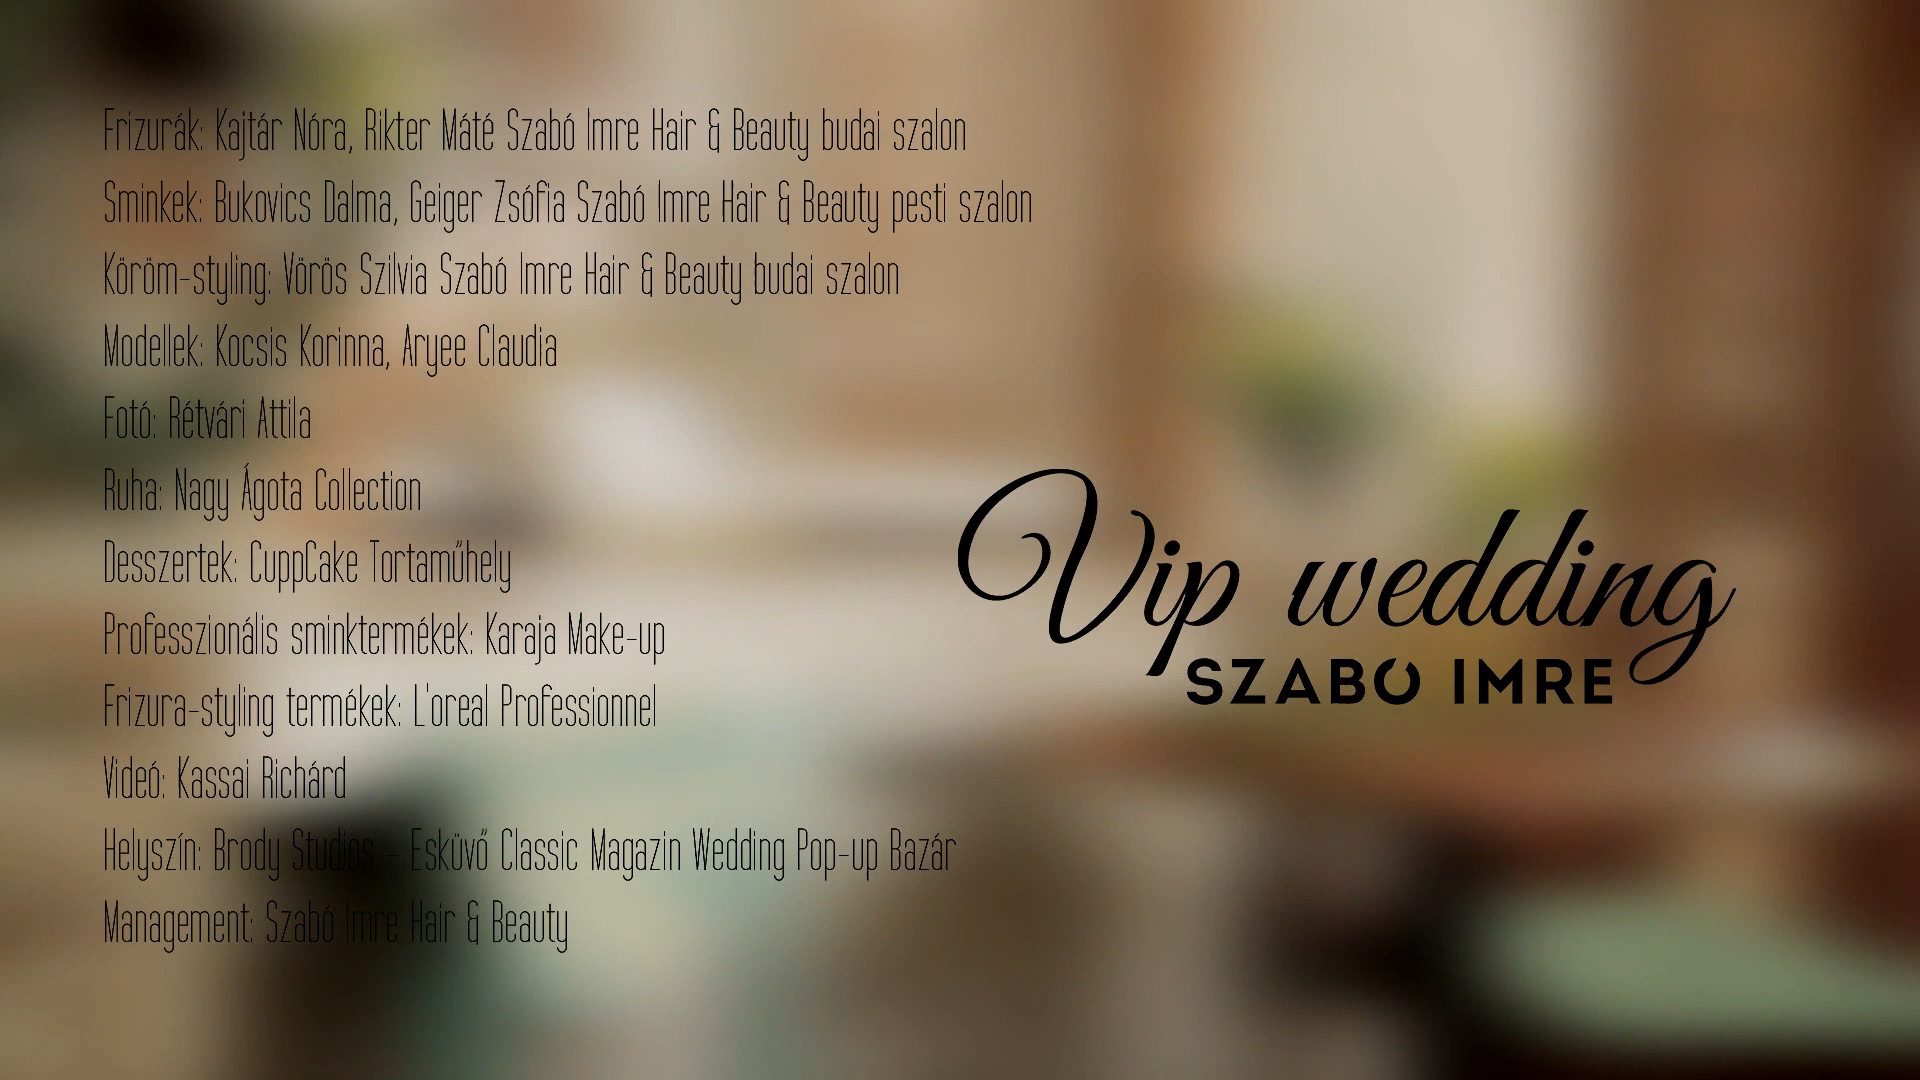 Frizurák: Kajtár Nóra, Rikter Máté Szabó Imre Hair & Beauty budai szalon
Sminkek: Bukovics Dalma, Geiger Zsófia Szabó Imre Hair & Beauty pesti szalon
Köröm-styling: Vörös Szilvia Szabó Imre Hair & Beauty budai szalon
Modellek: Kocsis Korinna, Aryee Claudia
Fotó: Rétvári Attila
Ruha: Nagy Ágota Collection
Desszertek: CuppCake Tortaműhely
Professzionális sminktermékek: Karaja Make-up
Frizura-styling termékek: L'oreal Professionnel
Videó: Kassai Richárd
Helyszín: Brody Studios - Esküvő Classic Magazin Wedding Pop-up Bazár
Management: Szabó Imre Hair & Beauty
Vip wedding
SZABÓ IMRE